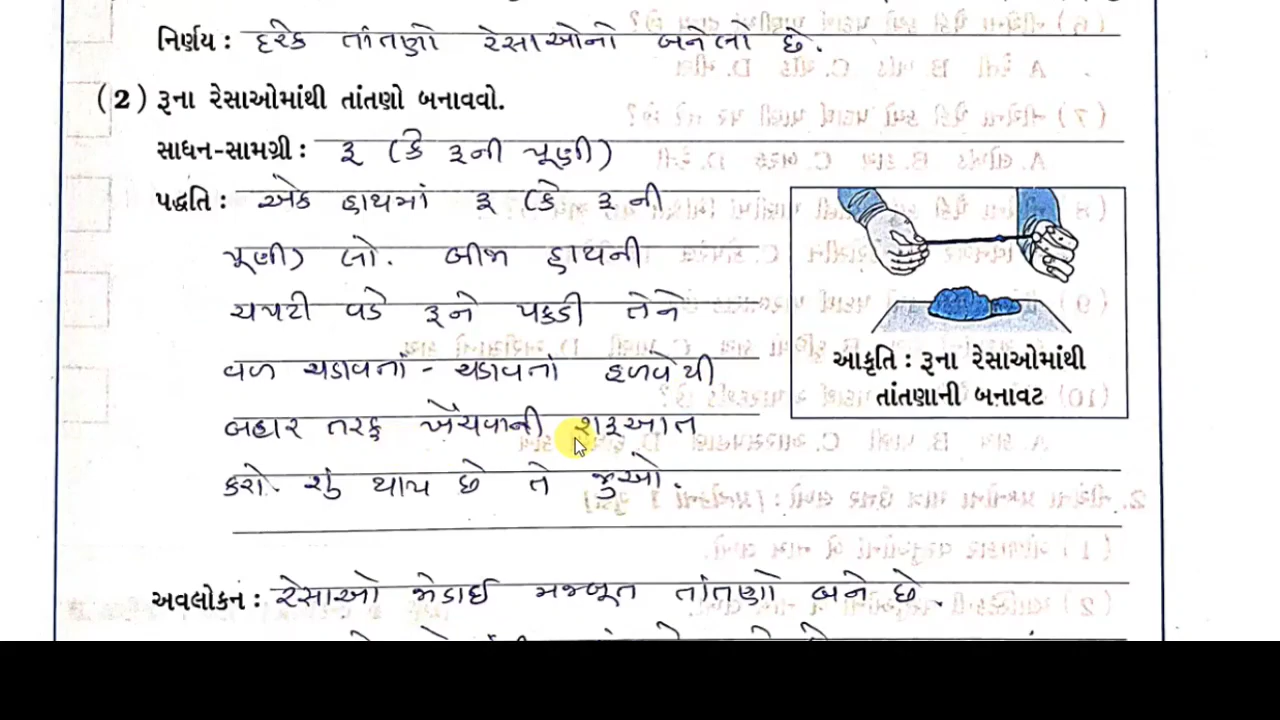 નિર્ણય : દરેક તાંતણો રેસાઓનો બનેલો છે.
(2) રૂના રેસાઓમાંથી તાંતણો બનાવવો.
સાધન-સામગ્રી : રૂ (કે રૂની પૂણી)
પદ્ધતિ : એક હાથમાં રૂ (કે રૂની
પૂણી) લો. બીજા હાથની
ચપટી વડે રૂને પકડી તેને
વળ ચડાવતાં - ચડાવતાં હળવેથી
બહાર તરફ ખેંચવાની શરૂઆત
કરો. શું થાય છે તે જુઓ.
આકૃતિ : રૂના રેસાઓમાંથી
તાંતણાની બનાવટ
અવલોકન : રેસાઓ જોડાઈ મજબૂત તાંતણો બને છે.